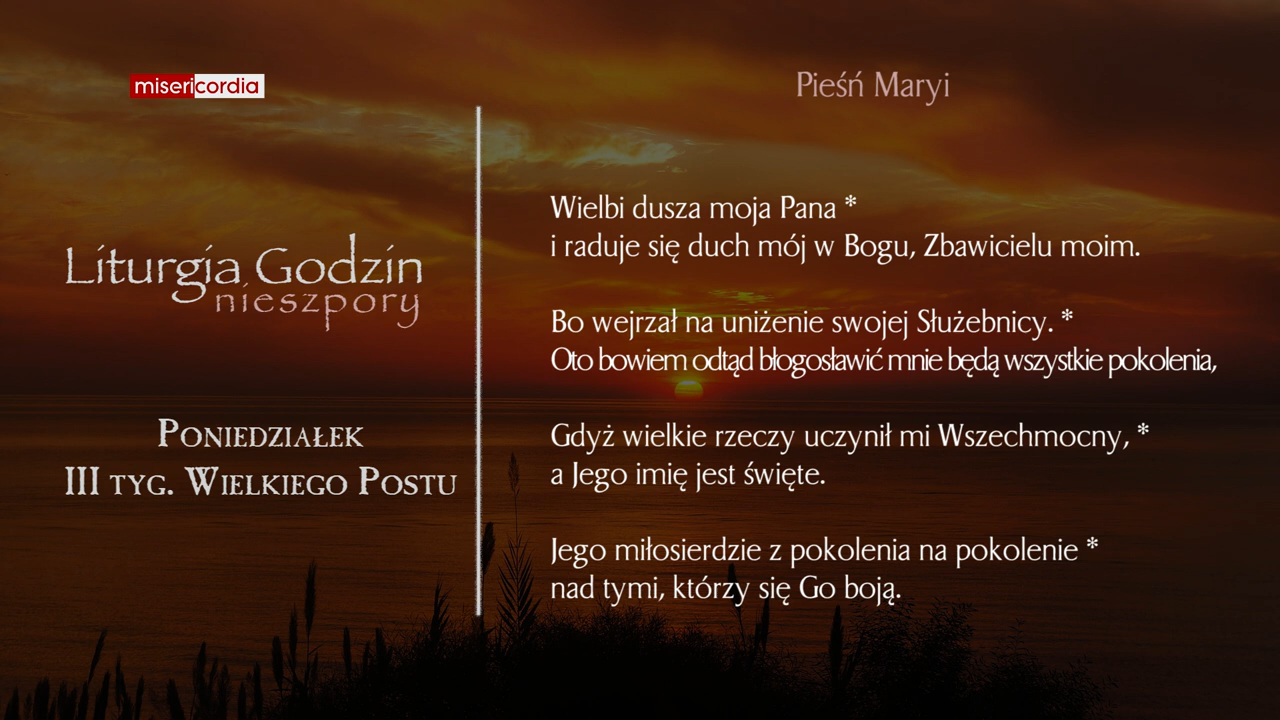 misericordia
Liturgia Godzin
nieszpory
Poniedziałek
III tyg. Wielkiego Postu
Pieśń Maryi
Wielbi dusza moja Pana *
i raduje się duch mój w Bogu, Zbawicielu moim.
Bo wejrzał na uniżenie swojej Służebnicy. *
Oto bowiem odtąd błogosławić mnie będą wszystkie pokolenia,
Gdyż wielkie rzeczy uczynił mi Wszechmocny, *
a Jego imię jest święte.
Jego miłosierdzie z pokolenia na pokolenie *
nad tymi, którzy się Go boją.